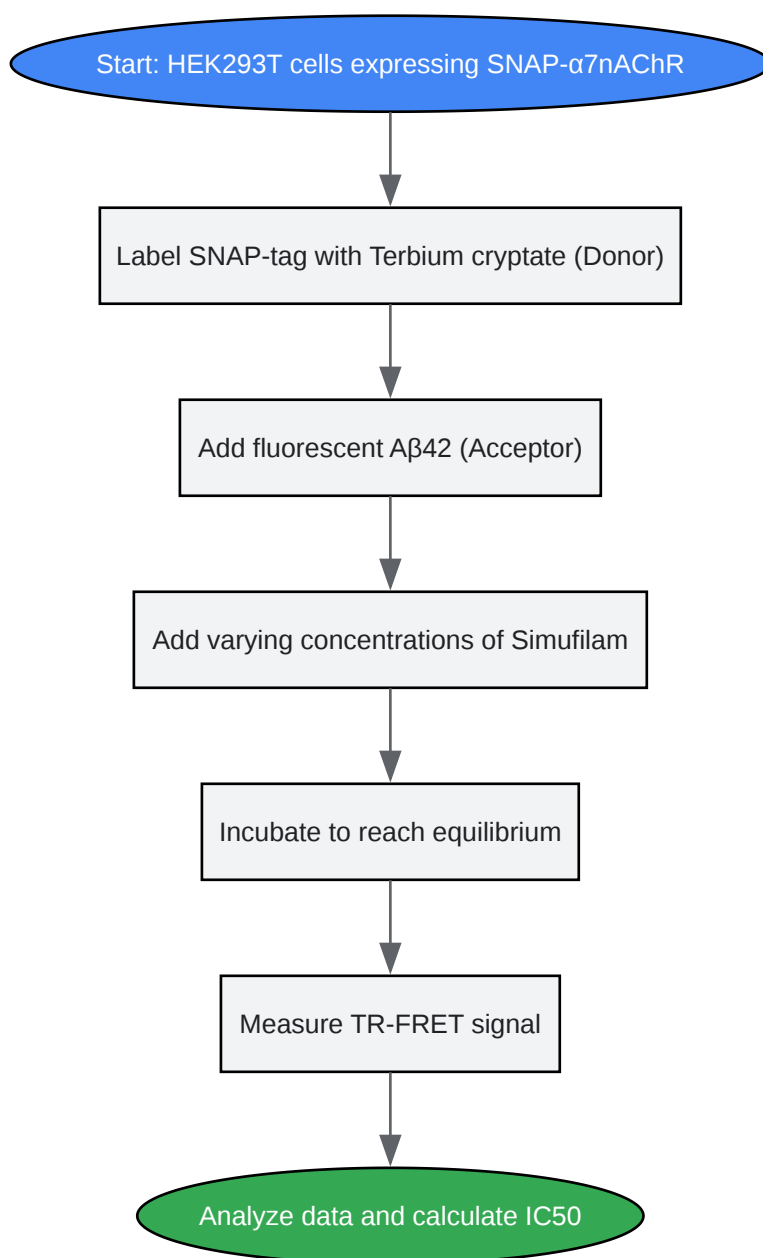 Start: HEK293T cells expressing SNAP-α7nAChR
Label SNAP-tag with Terbium cryptate (Donor)
Add fluorescent Aβ42 (Acceptor)
Add varying concentrations of Simufilam
Incubate to reach equilibrium
Measure TR-FRET signal
Analyze data and calculate IC50